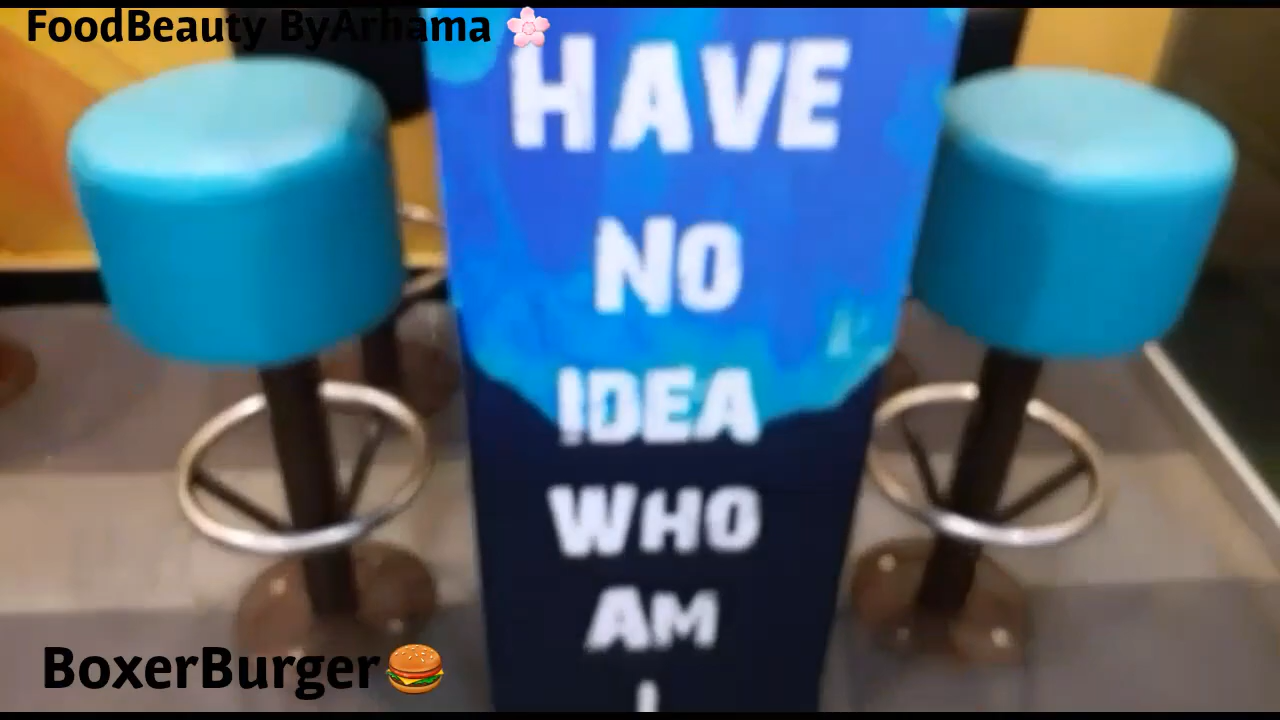 FoodBeauty ByArhama 🌸
HAVE
NO
IDEA
WHO
AM
I
BoxerBurger🍔